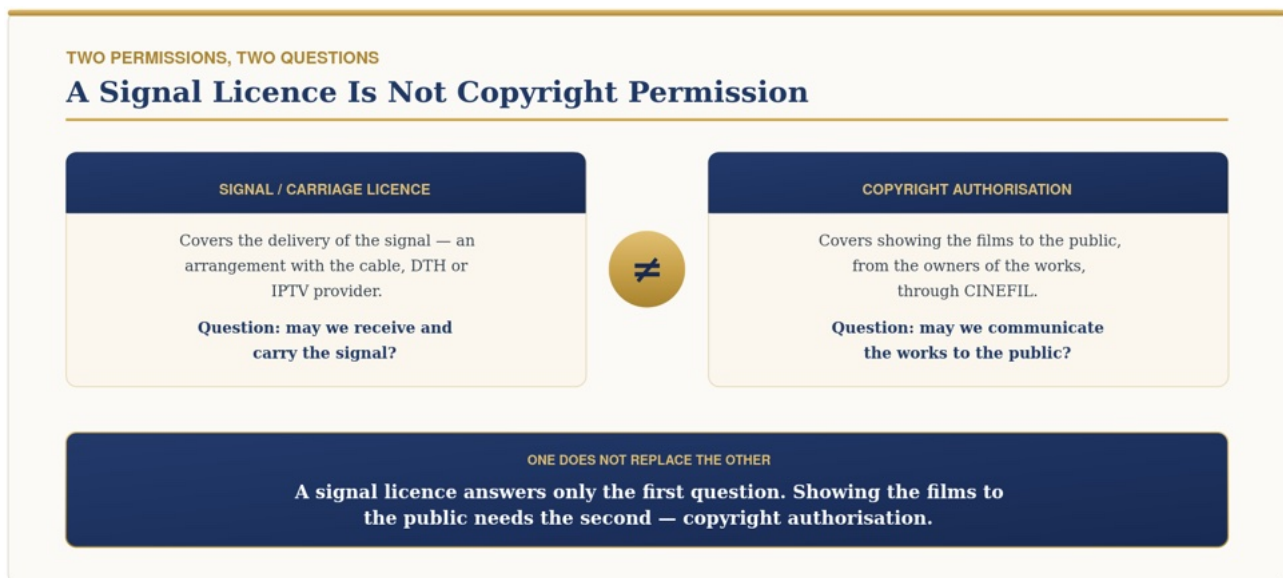 TWO PERMISSIONS, TWO QUESTIONS
A Signal Licence Is Not Copyright Permission
SIGNAL / CARRIAGE LICENCE
Covers the delivery of the signal — an
arrangement with the cable, DTH or
IPTV provider.
Question: may we receive and
carry the signal?
≠
COPYRIGHT AUTHORISATION
Covers showing the films to the public,
from the owners of the works,
through CINEFIL.
Question: may we communicate
the works to the public?
ONE DOES NOT REPLACE THE OTHER
A signal licence answers only the first question. Showing the films to
the public needs the second — copyright authorisation.